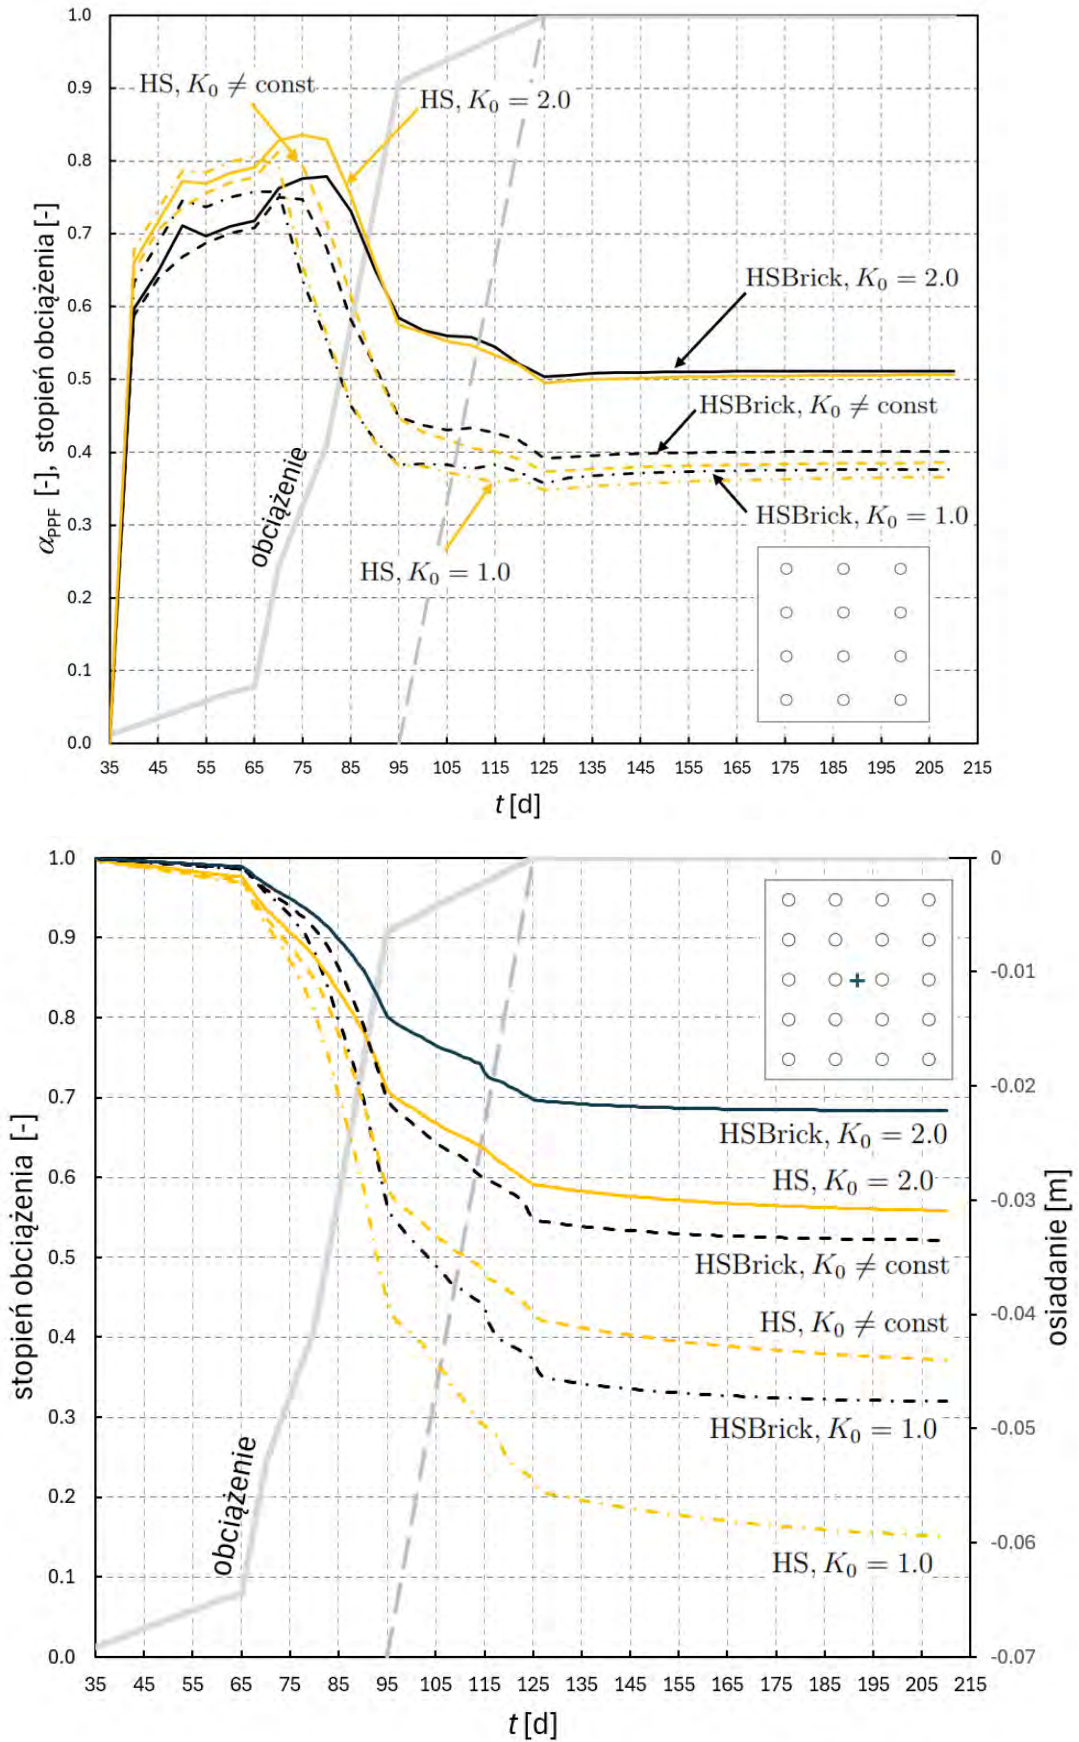 1.0
0.9
0.8
0.7
0.6
0.5
0.4
0.3
0.2
0.1
0.0
α_PPF [-], stopień obciążenia [-]
HS, K₀ ≠ const
HS, K₀ = 2.0
HSBrick, K₀ = 2.0
HSBrick, K₀ ≠ const
HSBrick, K₀ = 1.0
HS, K₀ = 1.0
obciążenie
35 45 55 65 75 85 95 105 115 125 135 145 155 165 175 185 195 205 215
t [d]
1.0
0.9
0.8
0.7
0.6
0.5
0.4
0.3
0.2
0.1
0.0
stopień obciążenia [-]
0
-0.01
-0.02
-0.03
-0.04
-0.05
-0.06
-0.07
osiadanie [m]
HSBrick, K₀ = 2.0
HS, K₀ = 2.0
HSBrick, K₀ ≠ const
HS, K₀ ≠ const
HSBrick, K₀ = 1.0
HS, K₀ = 1.0
obciążenie
35 45 55 65 75 85 95 105 115 125 135 145 155 165 175 185 195 205 215
t [d]